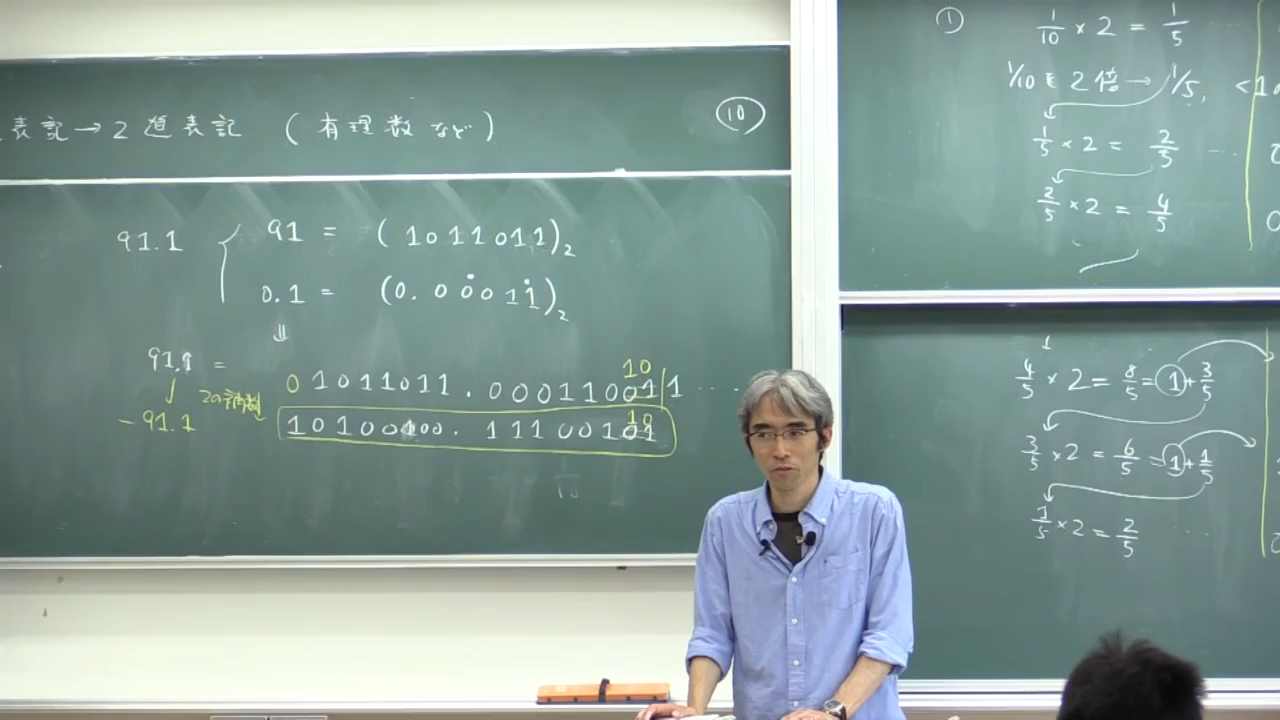 表記→2進表記 (有理数など) ⑩
91.1 { 91 = (1011011)₂
0.1 = (0.00̇011̇)₂
⇓
91.1 =
10
0 1011011.00011001|1 ...
↓ 2の補数
-91.1
10100100.11100101
10
①
1/10 × 2 = 1/5
1/10を2倍→1/5, <1
1/5 × 2 = 2/5 ...
2/5 × 2 = 4/5
4/5 × 2 = 8/5 = ① + 3/5
3/5 × 2 = 6/5 = ① + 1/5
1/5 × 2 = 2/5 ...